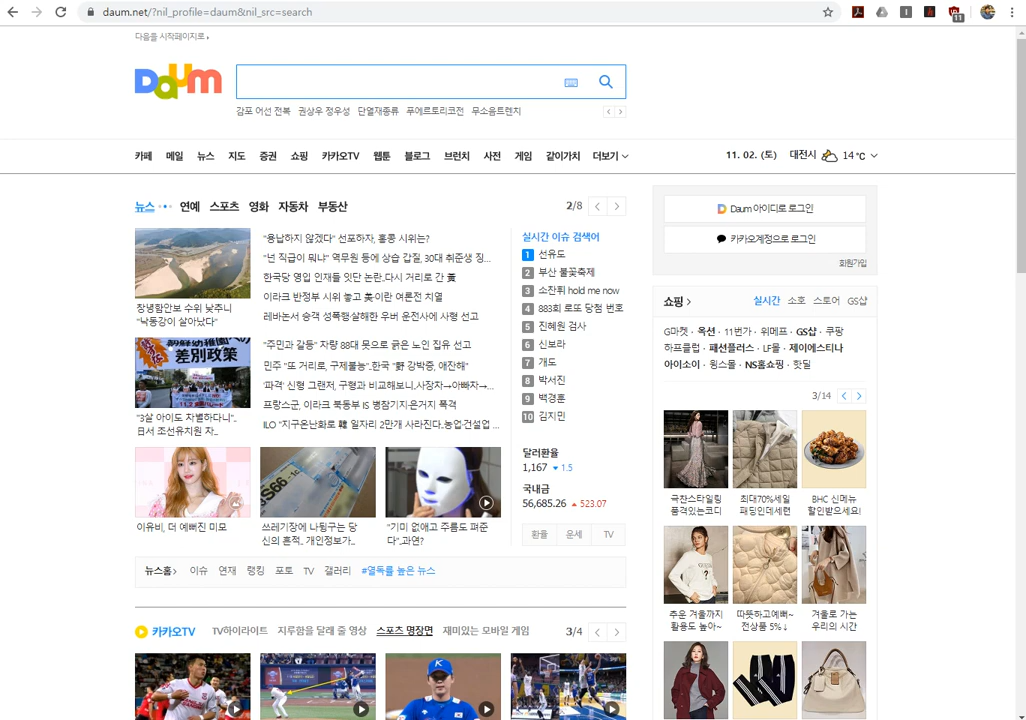 daum.net/?nil_profile=daum&nil_src=search
11
다음을 시작페이지로
Daum
김포 어선 전복 권상우 정우성 단열재종류 푸에르토리코전 무소음트렌치
카페 메일 뉴스 지도 증권 쇼핑 카카오TV 웹툰 블로그 브런치 사전 게임 같이가치 더보기
11. 02. (토) 대전시 14 °C
뉴스 연예 스포츠 영화 자동차 부동산 2/8
창녕함안보 수위 낮추니
"낙동강이 살아났다"
"3살 아이도 차별하다니"..
日서 조선유치원 자...
"용납하지 않겠다" 선포하자, 홍콩 시위는?
"넌 직급이 뭐냐" 역무원 등에 상습 갑질, 30대 취준생 징...
한국당 영입 인재들 잇단 논란.다시 거리로 간 黃
이라크 반정부 시위 놓고 美·이란 여론전 치열
레바논서 승객 성폭행·살해한 우버 운전사에 사형 선고
"주민과 갈등" 차량 88대 못으로 긁은 노인 집유 선고
민주 "또 거리로, 구제불능"..한국 "野 강박증, 애잔해"
'파격' 신형 그랜저, 구형과 비교해보니.사장차→아빠차→...
프랑스군, 이라크 북동부 IS 병참기지·은거지 폭격
ILO "지구온난화로 韓 일자리 2만개 사라진다..농업·건설업 ...
이유비, 더 예뻐진 미모
쓰레기장에 나뒹구는 당
신의 흔적.. 개인정보가...
"기미 없애고 주름도 펴준
다"..과연?
실시간 이슈 검색어
1 선유도
2 부산 불꽃축제
3 소잔튀 hold me now
4 883회 로또 당첨 번호
5 진혜원 검사
6 신보라
7 개도
8 박서진
9 백경훈
10 김지민
달러환율
1,167 ▼ 1.5
국내금
56,685.26 ▲ 523.07
환율 운세 TV
뉴스홈 이슈 연재 랭킹 포토 TV 갤러리 #열독률 높은 뉴스
카카오TV TV하이라이트 지루함을 달래 줄 영상 스포츠 명장면 재미있는 모바일 게임 3/4
Daum 아이디로 로그인
카카오계정으로 로그인
회원가입
쇼핑 실시간 소호 스토어 GS샵
G마켓 · 옥션 · 11번가 · 위메프 · GS샵 · 쿠팡
하프클럽 · 패션플러스 · LF몰 · 제이에스티나
아이소이 · 윙스몰 · NS홈쇼핑 · 핫딜
3/14
극찬스타일링
품격있는코디
최대70%세일
패딩인데세련
BHC 신메뉴
할인받으세요!
추운 겨울까지
활용도 높아~
따뜻하고예뻐~
전상품 5%↓
겨울로 가는
우리의 시간